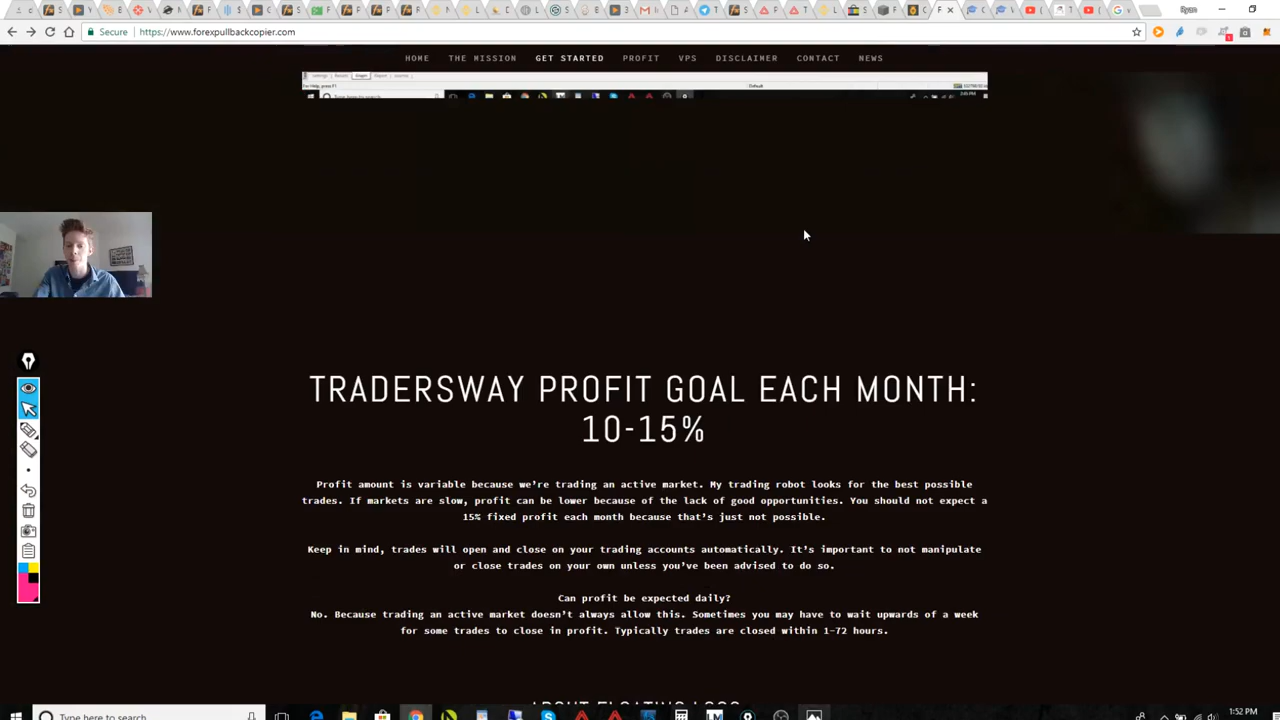 Ryan
Secure
https://www.forexpullbackcopier.com
HOME THE MISSION GET STARTED PROFIT VPS DISCLAIMER CONTACT NEWS
TRADERSWAY PROFIT GOAL EACH MONTH:
10-15%
Profit amount is variable because we're trading an active market. My trading robot looks for the best possible
trades. If markets are slow, profit can be lower because of the lack of good opportunities. You should not expect a
15% fixed profit each month because that's just not possible.
Keep in mind, trades will open and close on your trading accounts automatically. It's important to not manipulate
or close trades on your own unless you've been advised to do so.
Can profit be expected daily?
No. Because trading an active market doesn't always allow this. Sometimes you may have to wait upwards of a week
for some trades to close in profit. Typically trades are closed within 1-72 hours.
ABOUT FLOATING LOSS
Type here to search
1:52 PM